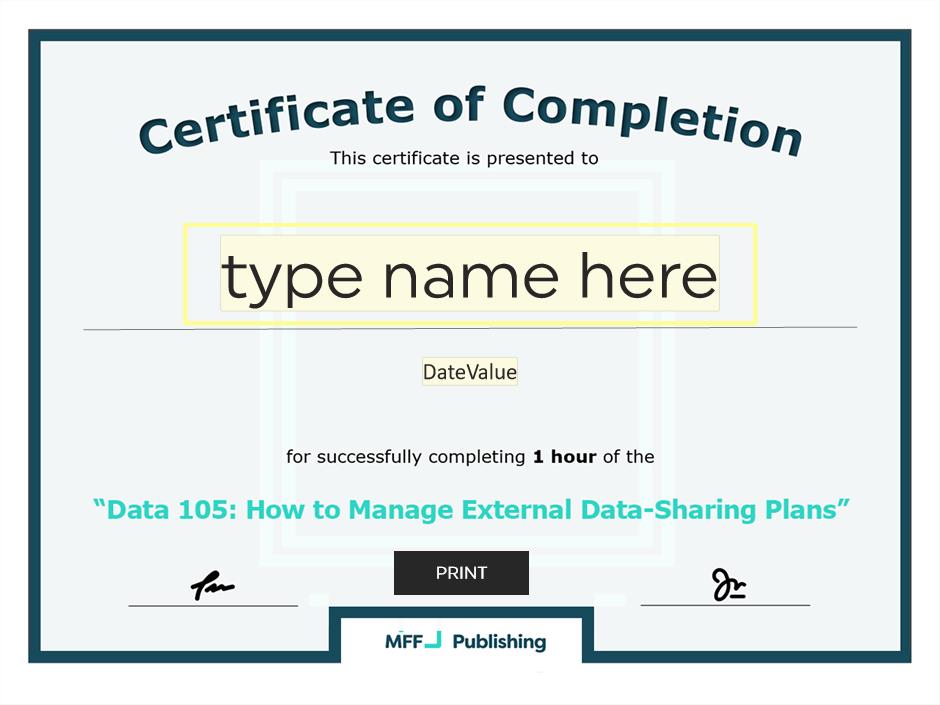 Certificate of Completion
This certificate is presented to
type name here
DateValue
for successfully completing 1 hour of the
“Data 105: How to Manage External Data-Sharing Plans”
PRINT
MFF Publishing